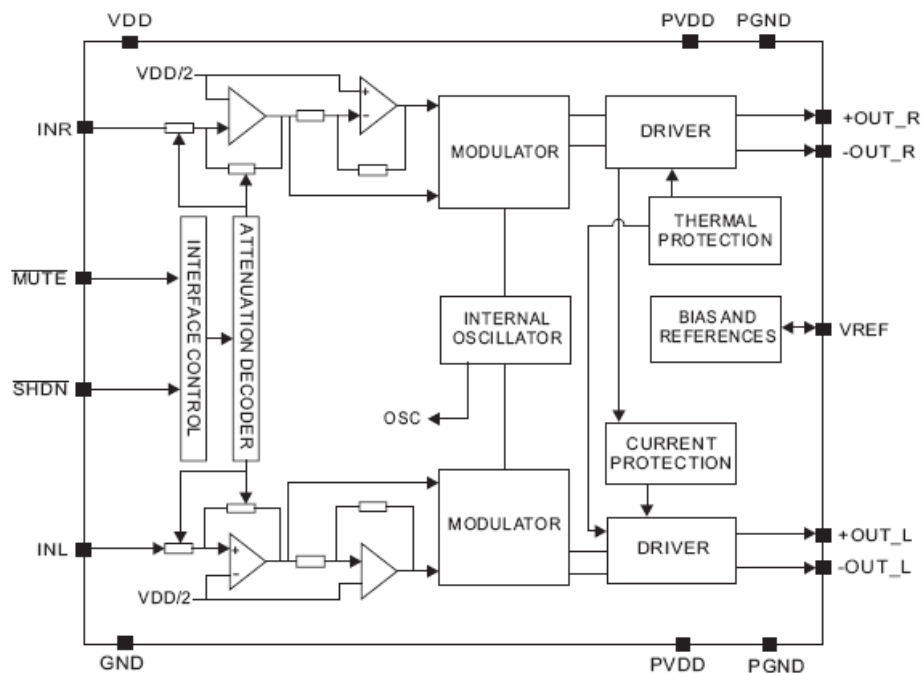 VDD
PVDD
PGND
VDD/2
+
-
INR
MODULATOR
DRIVER
+OUT_R
-OUT_R
THERMAL
PROTECTION
MUTE
INTERFACE CONTROL
ATTENUATION DECODER
INTERNAL
OSCILLATOR
BIAS AND
REFERENCES
VREF
SHDN
OSC
CURRENT
PROTECTION
MODULATOR
INL
+
-
DRIVER
+OUT_L
-OUT_L
VDD/2
GND
PVDD
PGND